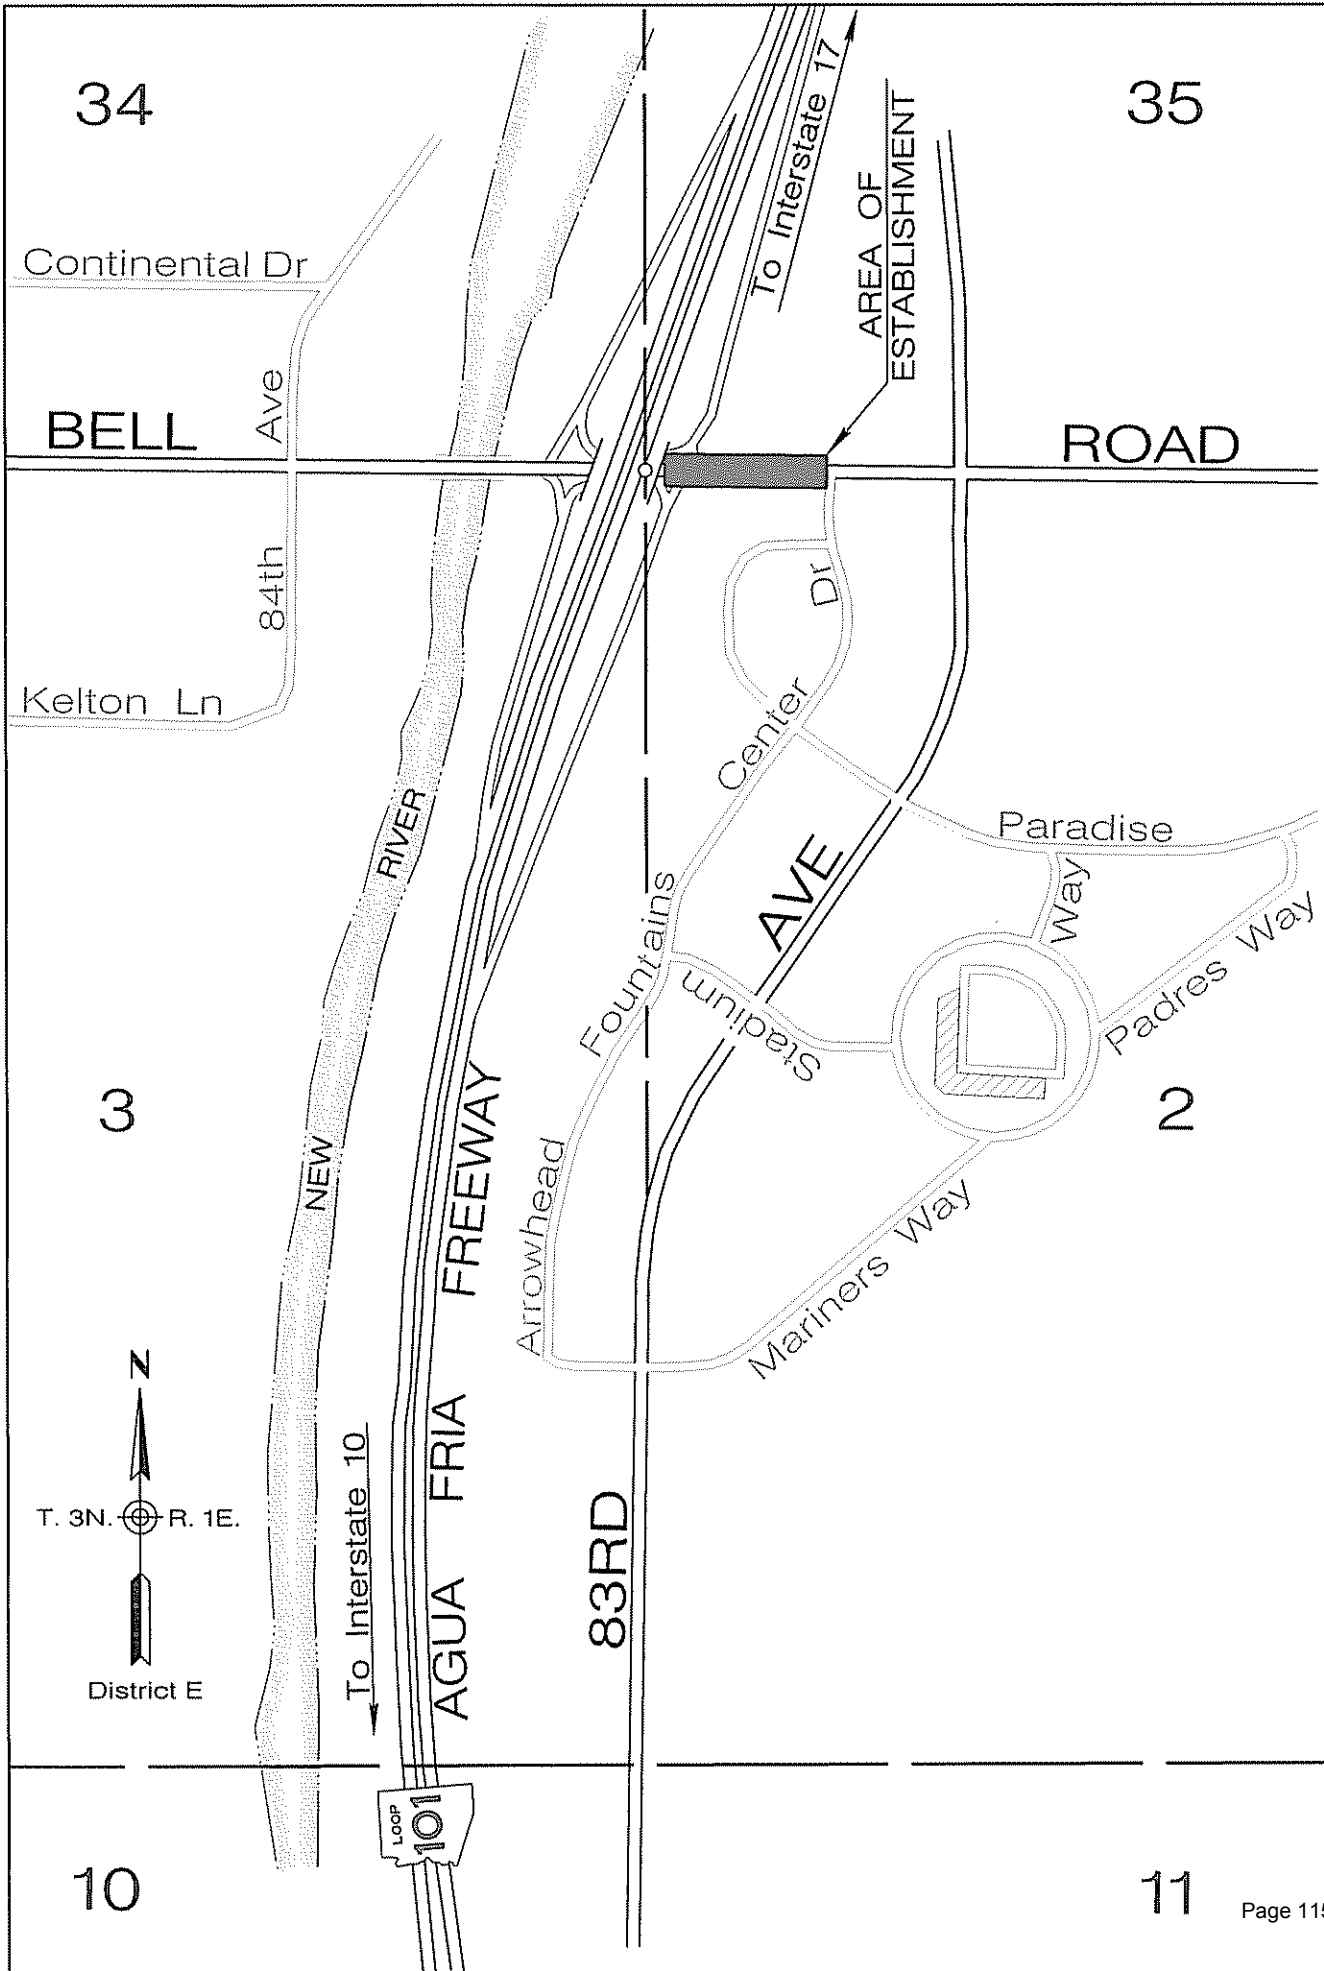 34
35
To Interstate 17
AREA OF
ESTABLISHMENT
Continental Dr
BELL
ROAD
84th Ave
Kelton Ln
Arrowhead Fountains Center Dr
Paradise
Way
Padres Way
Stadium
Mariners Way
NEW RIVER
83RD AVE
AGUA FRIA FREEWAY
3
2
N
T. 3N.
R. 1E.
District E
To Interstate 10
LOOP
101
10
11
Page 115